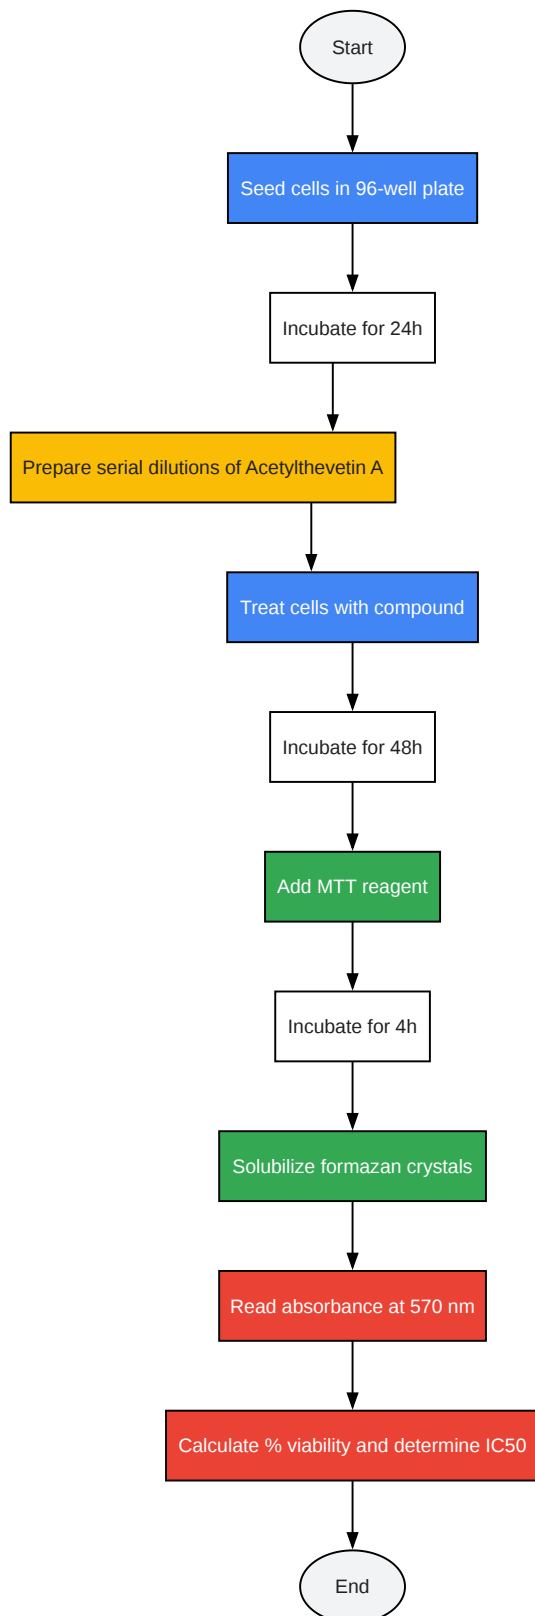 Start
Seed cells in 96-well plate
Incubate for 24h
Prepare serial dilutions of Acetylthevetin A
Treat cells with compound
Incubate for 48h
Add MTT reagent
Incubate for 4h
Solubilize formazan crystals
Read absorbance at 570 nm
Calculate % viability and determine IC50
End